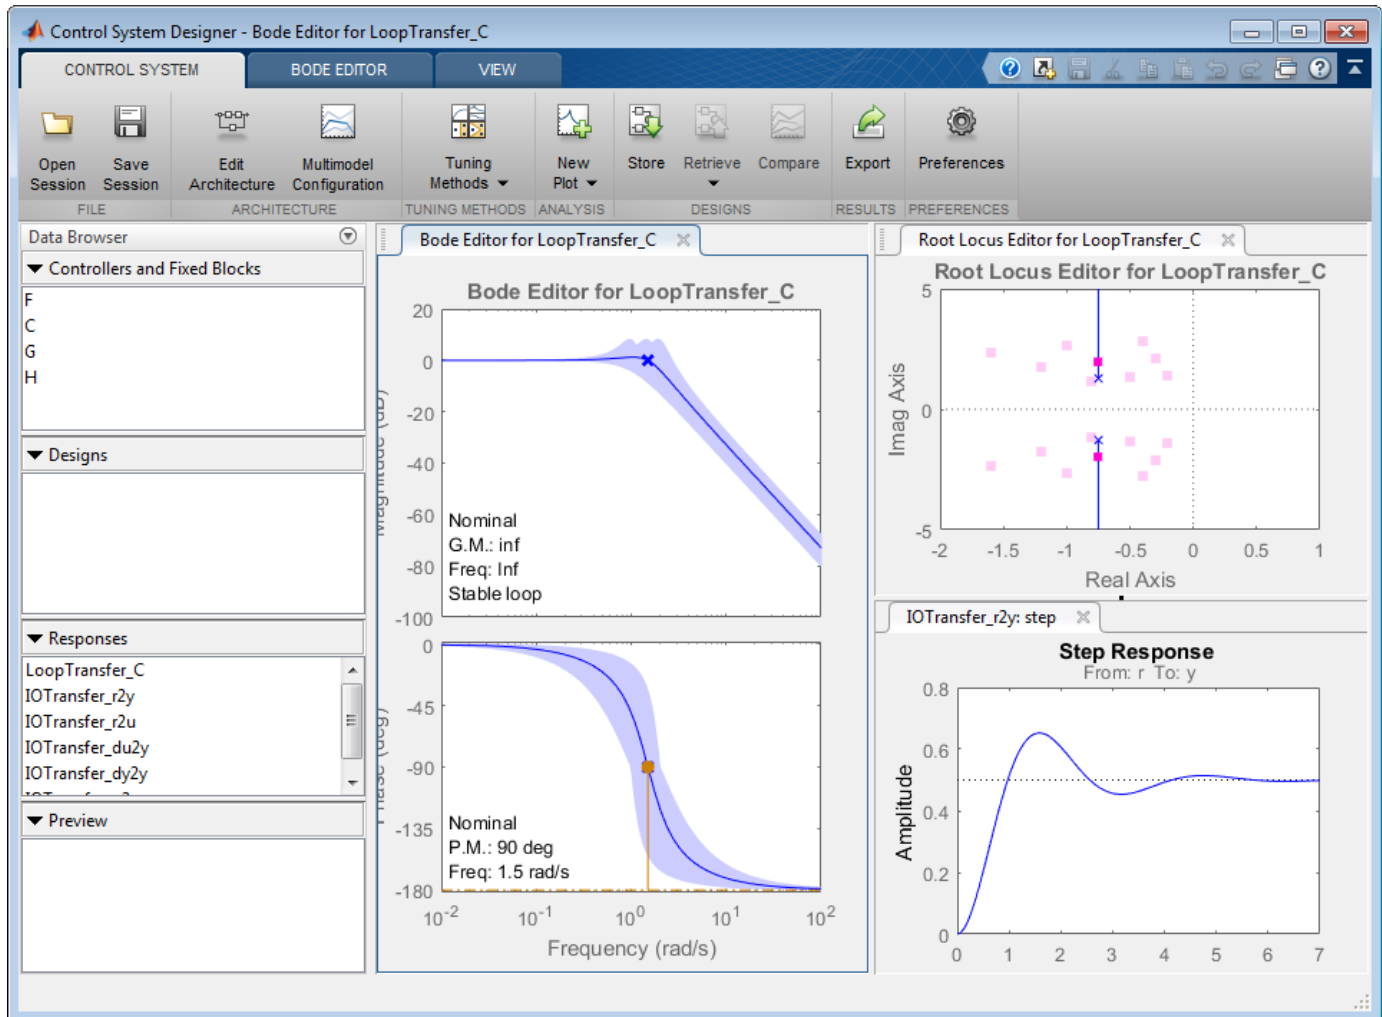 Control System Designer - Bode Editor for LoopTransfer_C
CONTROL SYSTEM
BODE EDITOR
VIEW
Open Session
Save Session
Edit Architecture
Multimodel Configuration
Tuning Methods
New Plot
Store
Retrieve
Compare
Export
Preferences
FILE
ARCHITECTURE
TUNING METHODS
ANALYSIS
DESIGNS
RESULTS
PREFERENCES
Data Browser
Controllers and Fixed Blocks
F
C
G
H
Designs
Responses
LoopTransfer_C
IOTransfer_r2y
IOTransfer_r2u
IOTransfer_du2y
IOTransfer_dy2y
Preview
Bode Editor for LoopTransfer_C
Bode Editor for LoopTransfer_C
Magnitude (dB)
20
0
-20
-40
-60
-80
-100
Nominal
G.M.: inf
Freq: Inf
Stable loop
Phase (deg)
0
-45
-90
-135
-180
Nominal
P.M.: 90 deg
Freq: 1.5 rad/s
10^-2
10^-1
10^0
10^1
10^2
Frequency (rad/s)
Root Locus Editor for LoopTransfer_C
Root Locus Editor for LoopTransfer_C
Imag Axis
5
0
-5
-2
-1.5
-1
-0.5
0
0.5
1
Real Axis
IOTransfer_r2y: step
Step Response
From: r To: y
Amplitude
0.8
0.6
0.4
0.2
0
0
1
2
3
4
5
6
7